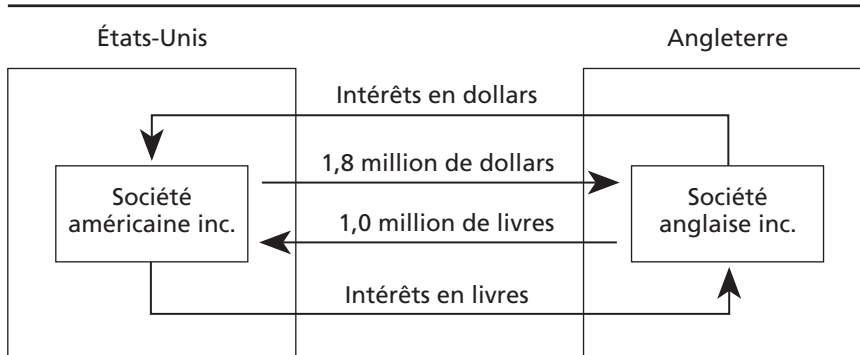 États-Unis
Angleterre
Intérêts en dollars
1,8 million de dollars
Société
américaine inc.
Société
anglaise inc.
1,0 million de livres
Intérêts en livres